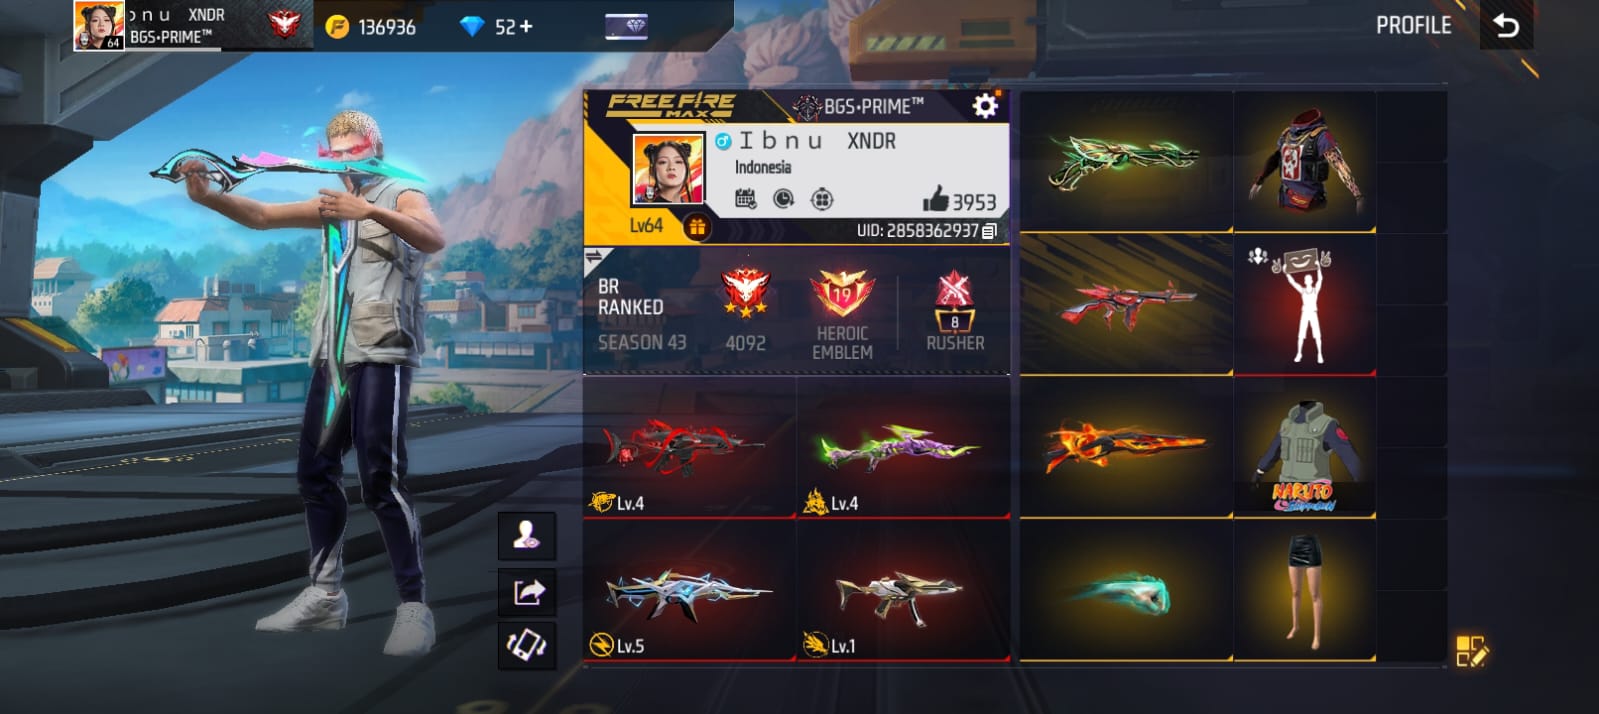 ɔnu XNDR
BGS•PRIME™
64
136936
52+
PROFILE
FREE FIRE
MAX
BGS•PRIME™
Ibnu XNDR
Indonesia
3953
Lv64
UID: 2858362937
BR
RANKED
SEASON 43
4092
19
HEROIC
EMBLEM
8
RUSHER
Lv.4
Lv.4
Lv.5
Lv.1
NARUTO
SHIPPUDEN